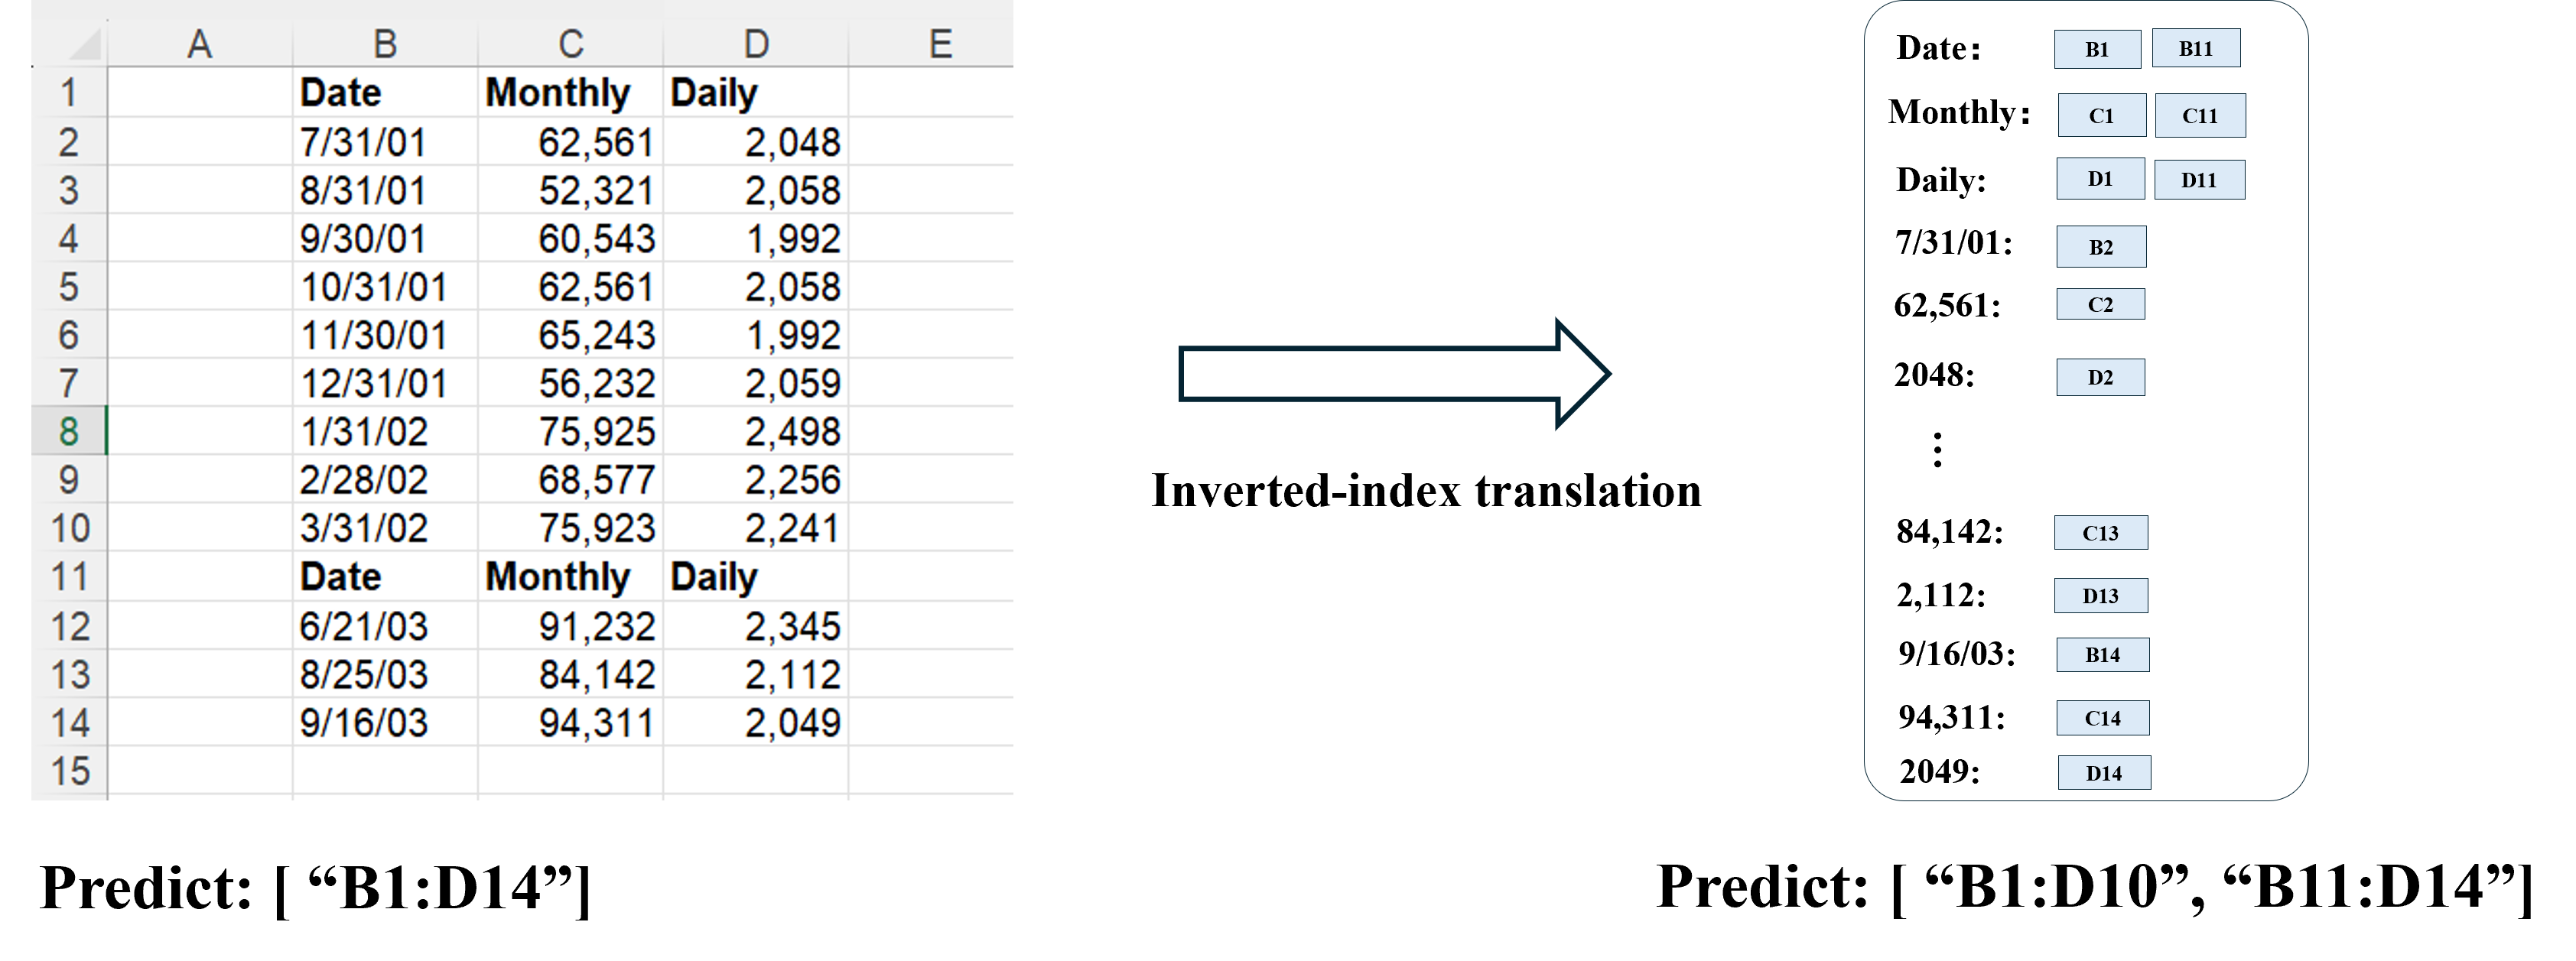 A B C D E
1 Date Monthly Daily
2 7/31/01 62,561 2,048
3 8/31/01 52,321 2,058
4 9/30/01 60,543 1,992
5 10/31/01 62,561 2,058
6 11/30/01 65,243 1,992
7 12/31/01 56,232 2,059
8 1/31/02 75,925 2,498
9 2/28/02 68,577 2,256
10 3/31/02 75,923 2,241
11 Date Monthly Daily
12 6/21/03 91,232 2,345
13 8/25/03 84,142 2,112
14 9/16/03 94,311 2,049
15
Predict: [ “B1:D14”]
Inverted-index translation
Date: B1 B11
Monthly: C1 C11
Daily: D1 D11
7/31/01: B2
62,561: C2
2048: D2
⋮
84,142: C13
2,112: D13
9/16/03: B14
94,311: C14
2049: D14
Predict: [ “B1:D10”, “B11:D14”]